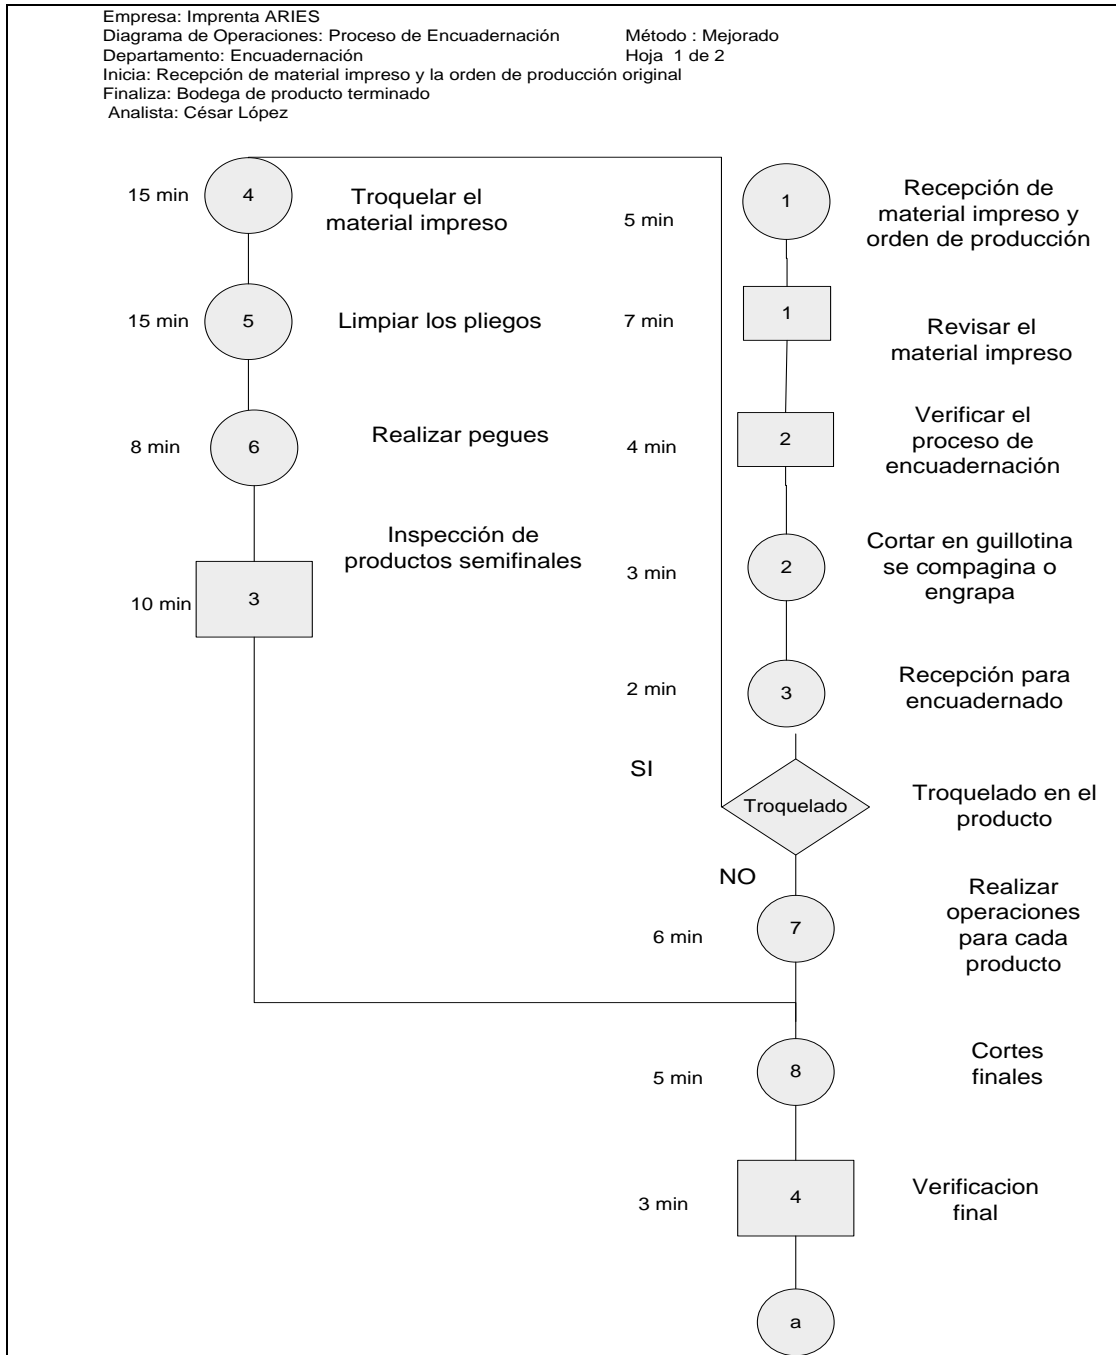 Empresa: Imprenta ARIES
Diagrama de Operaciones: Proceso de Encuadernación Método : Mejorado
Departamento: Encuadernación Hoja 1 de 2
Inicia: Recepción de material impreso y la orden de producción original
Finaliza: Bodega de producto terminado
Analista: César López
15 min
4
Troquelar el
material impreso
15 min
5
Limpiar los pliegos
8 min
6
Realizar pegues
10 min
3
Inspección de
productos semifinales
5 min
1
Recepción de
material impreso y
orden de producción
7 min
1
Revisar el
material impreso
4 min
2
Verificar el
proceso de
encuadernación
3 min
2
Cortar en guillotina
se compagina o
engrapa
2 min
3
Recepción para
encuadernado
SI
Troquelado
Troquelado en el
producto
NO
6 min
7
Realizar
operaciones
para cada
producto
5 min
8
Cortes
finales
3 min
4
Verificacion
final
a